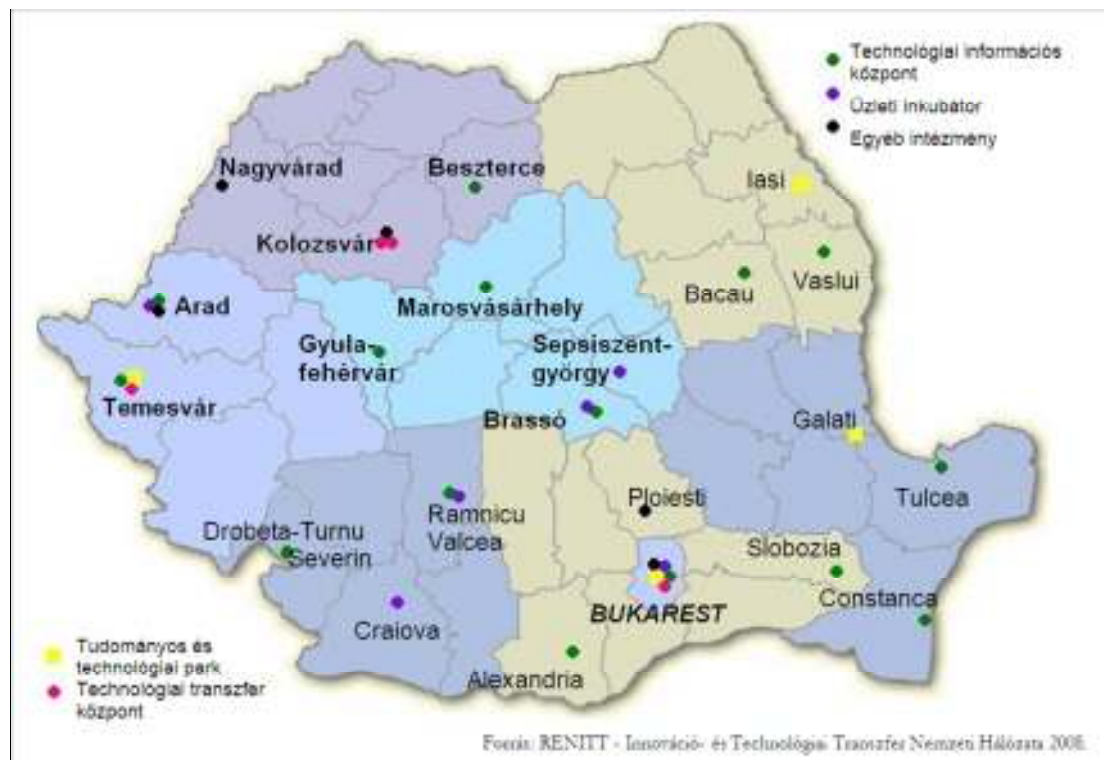 Technológiai információs
központ
Üzleti inkubátor
Egyéb intézmény
Nagyvárad
Beszterce
Iasi
Kolozsvár
Vaslui
Bacau
Arad
Marosvásárhely
Gyula-
fehérvár
Sepsiszent-
györgy
Temesvár
Brassó
Galati
Tulcea
Ploiesti
Ramnicu
Valcea
Drobeta-Turnu
Severin
Slobozia
Constanca
BUKAREST
Craiova
Alexandria
Tudományos és
technológiai park
Technológiai transzfer
központ
Forrás: RENITT - Innováció- és Technológiai Transzfer Nemzeti Hálózata 2008.